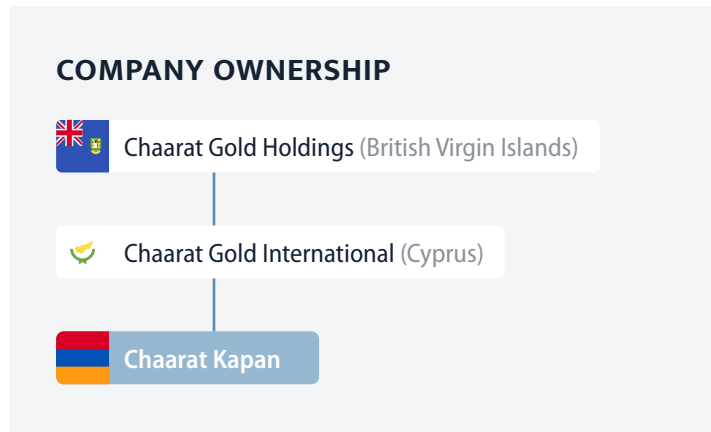 COMPANY OWNERSHIP
Chaarat Gold Holdings (British Virgin Islands)
Chaarat Gold International (Cyprus)
Chaarat Kapan